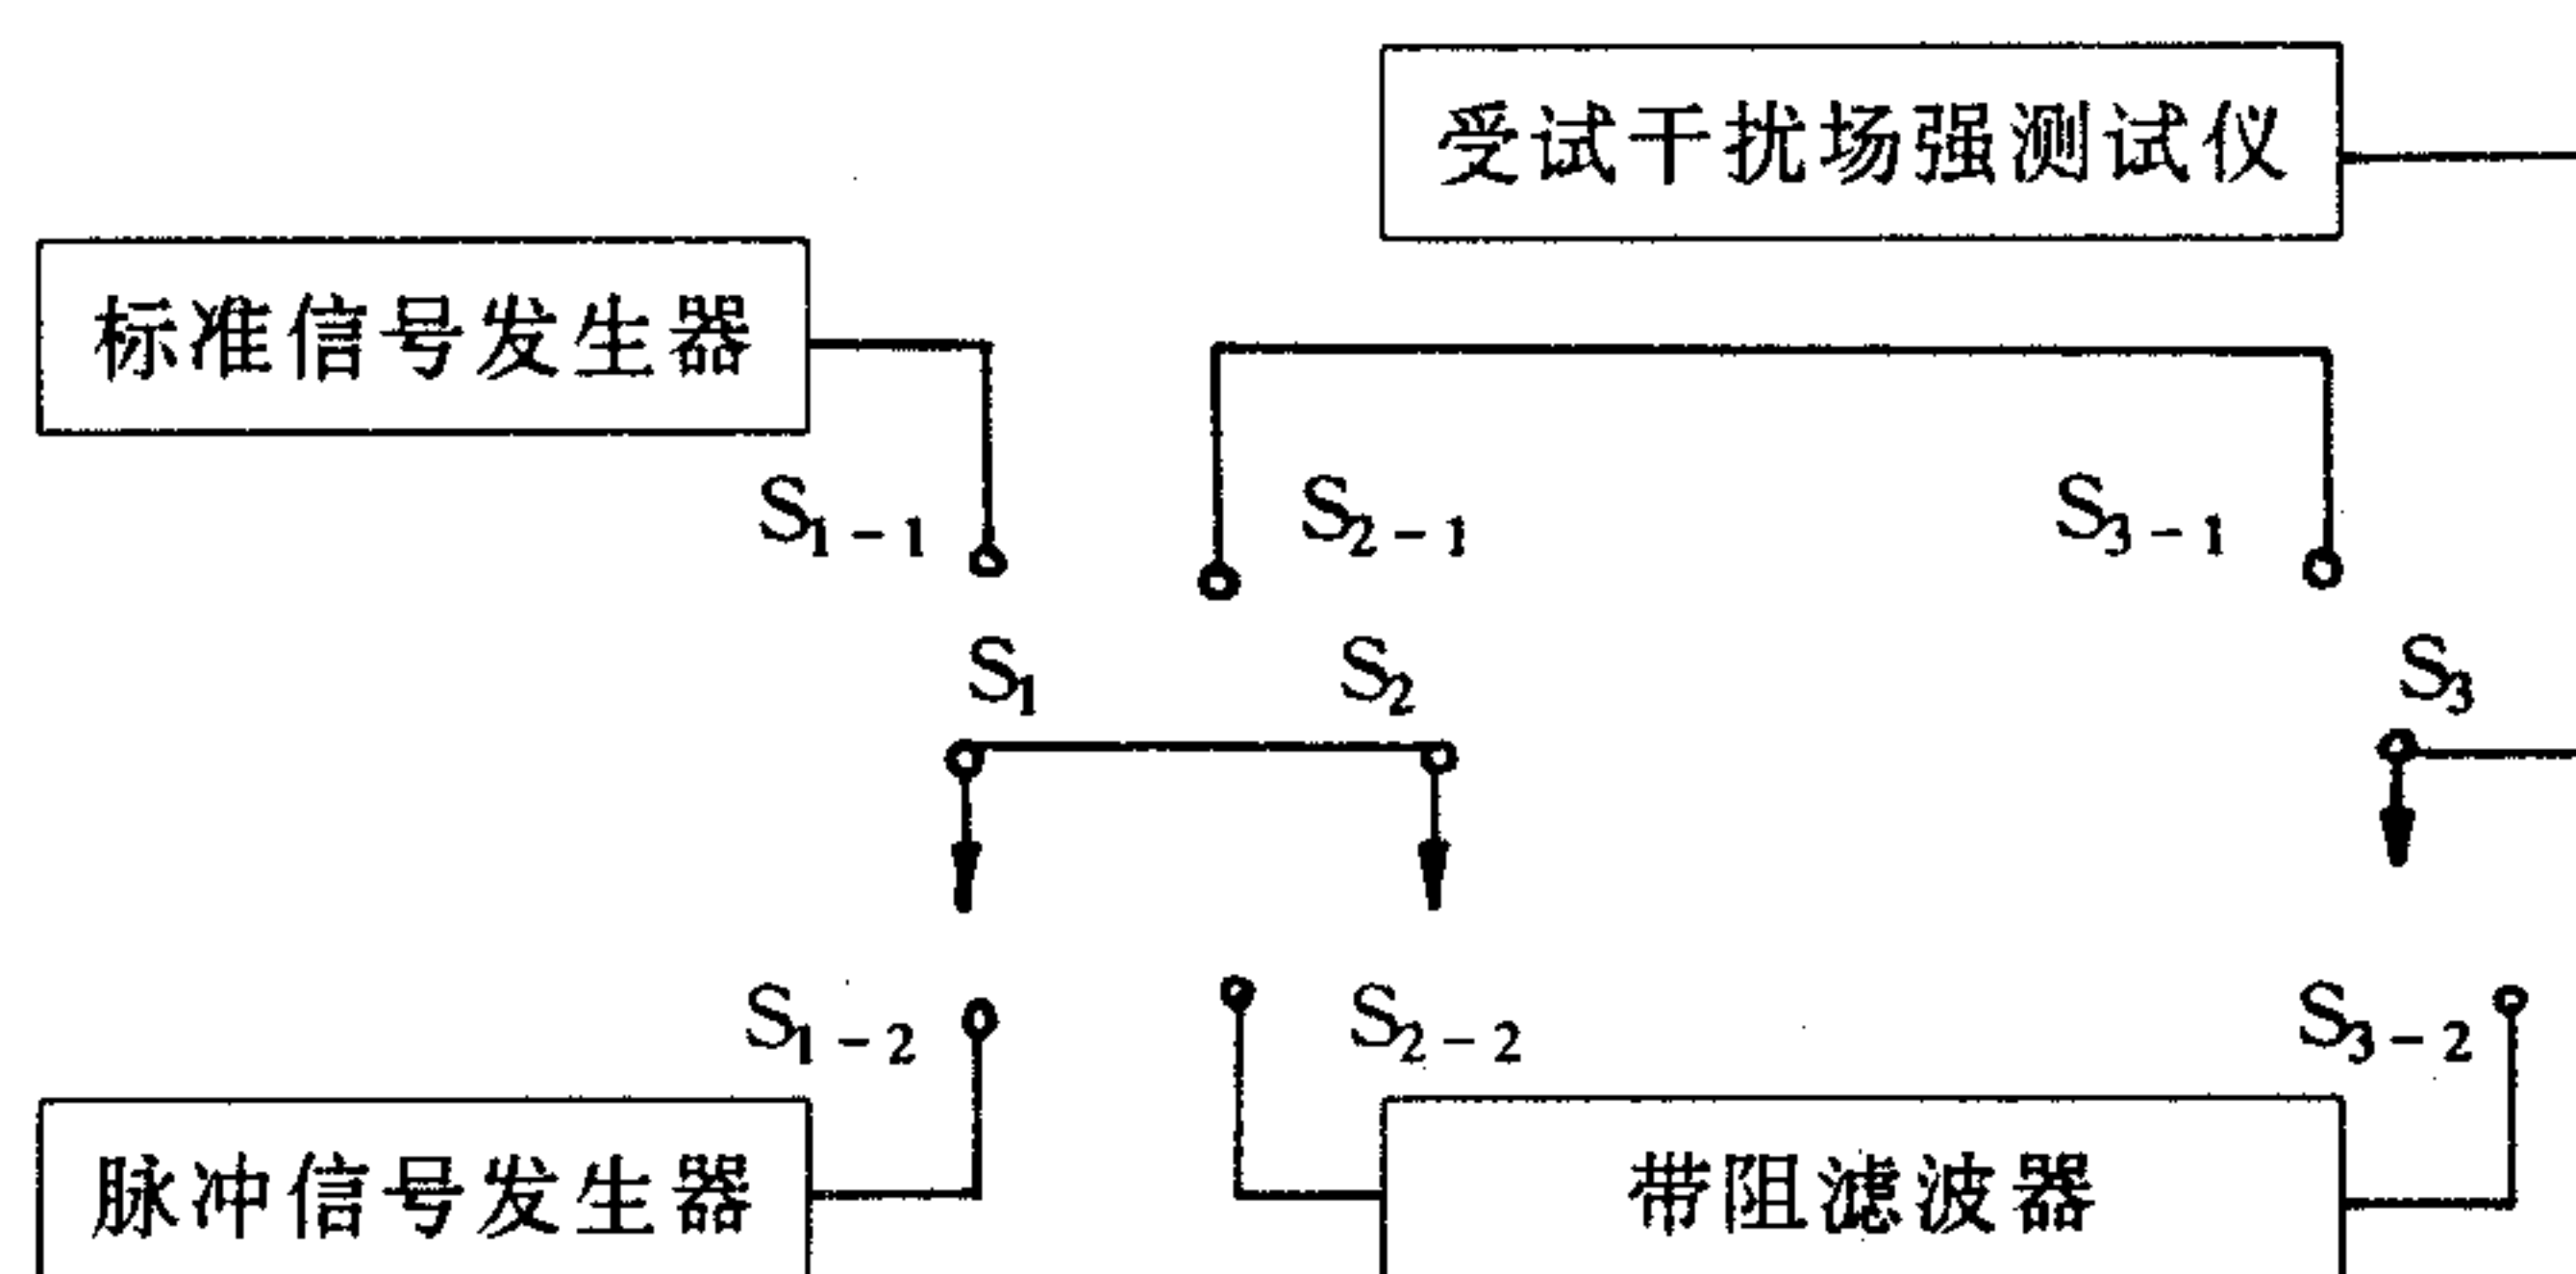 受试干扰场强测试仪
标准信号发生器
S1-1 S2-1 S3-1
S1 S2 S3
S1-2 S2-2 S3-2
脉冲信号发生器 带阻滤波器